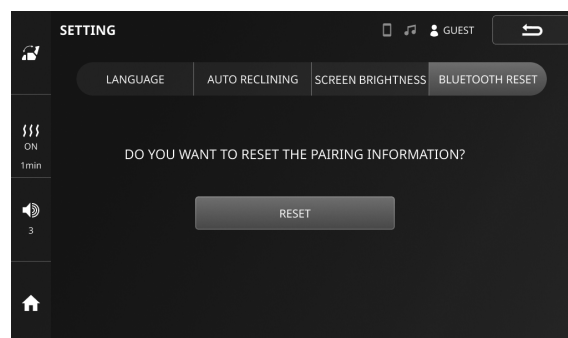 SETTING
GUEST
LANGUAGE
AUTO RECLINING
SCREEN BRIGHTNESS
BLUETOOTH RESET
ON
1min
DO YOU WANT TO RESET THE PAIRING INFORMATION?
RESET
3